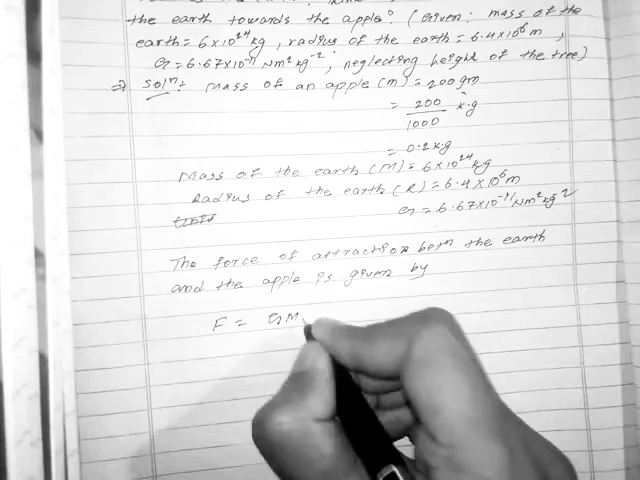 the earth towards the apple? (Given: mass of the
earth = 6×10²⁴ kg, radius of the earth = 6.4×10⁶ m,
G = 6.67×10⁻¹¹ Nm² kg⁻², neglecting height of the tree)
⇒ Solⁿ: Mass of an apple (m) = 200 gm
= 200/1000 k.g
= 0.2 k.g
Mass of the earth (M) = 6×10²⁴ kg
Radius of the earth (R) = 6.4×10⁶ m
G = 6.67×10⁻¹¹ Nm² kg⁻²
The force of attraction betn the earth
and the apple is given by
F = GM